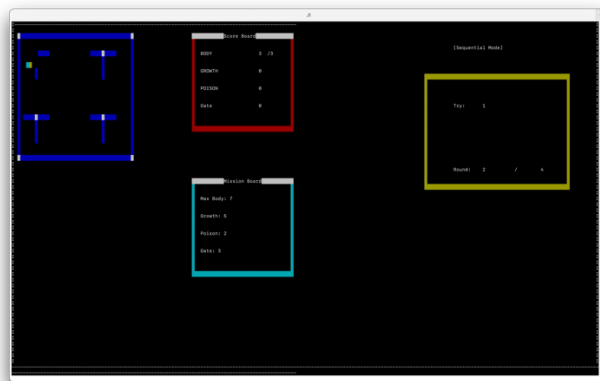 Score Board
BODY 3 /3
GROWTH 0
POISON 0
Gate 0
[Sequential Mode]
Try: 1
Round: 2 / 4
Mission Board
Max Body: 7
Growth: 5
Poison: 2
Gate: 3